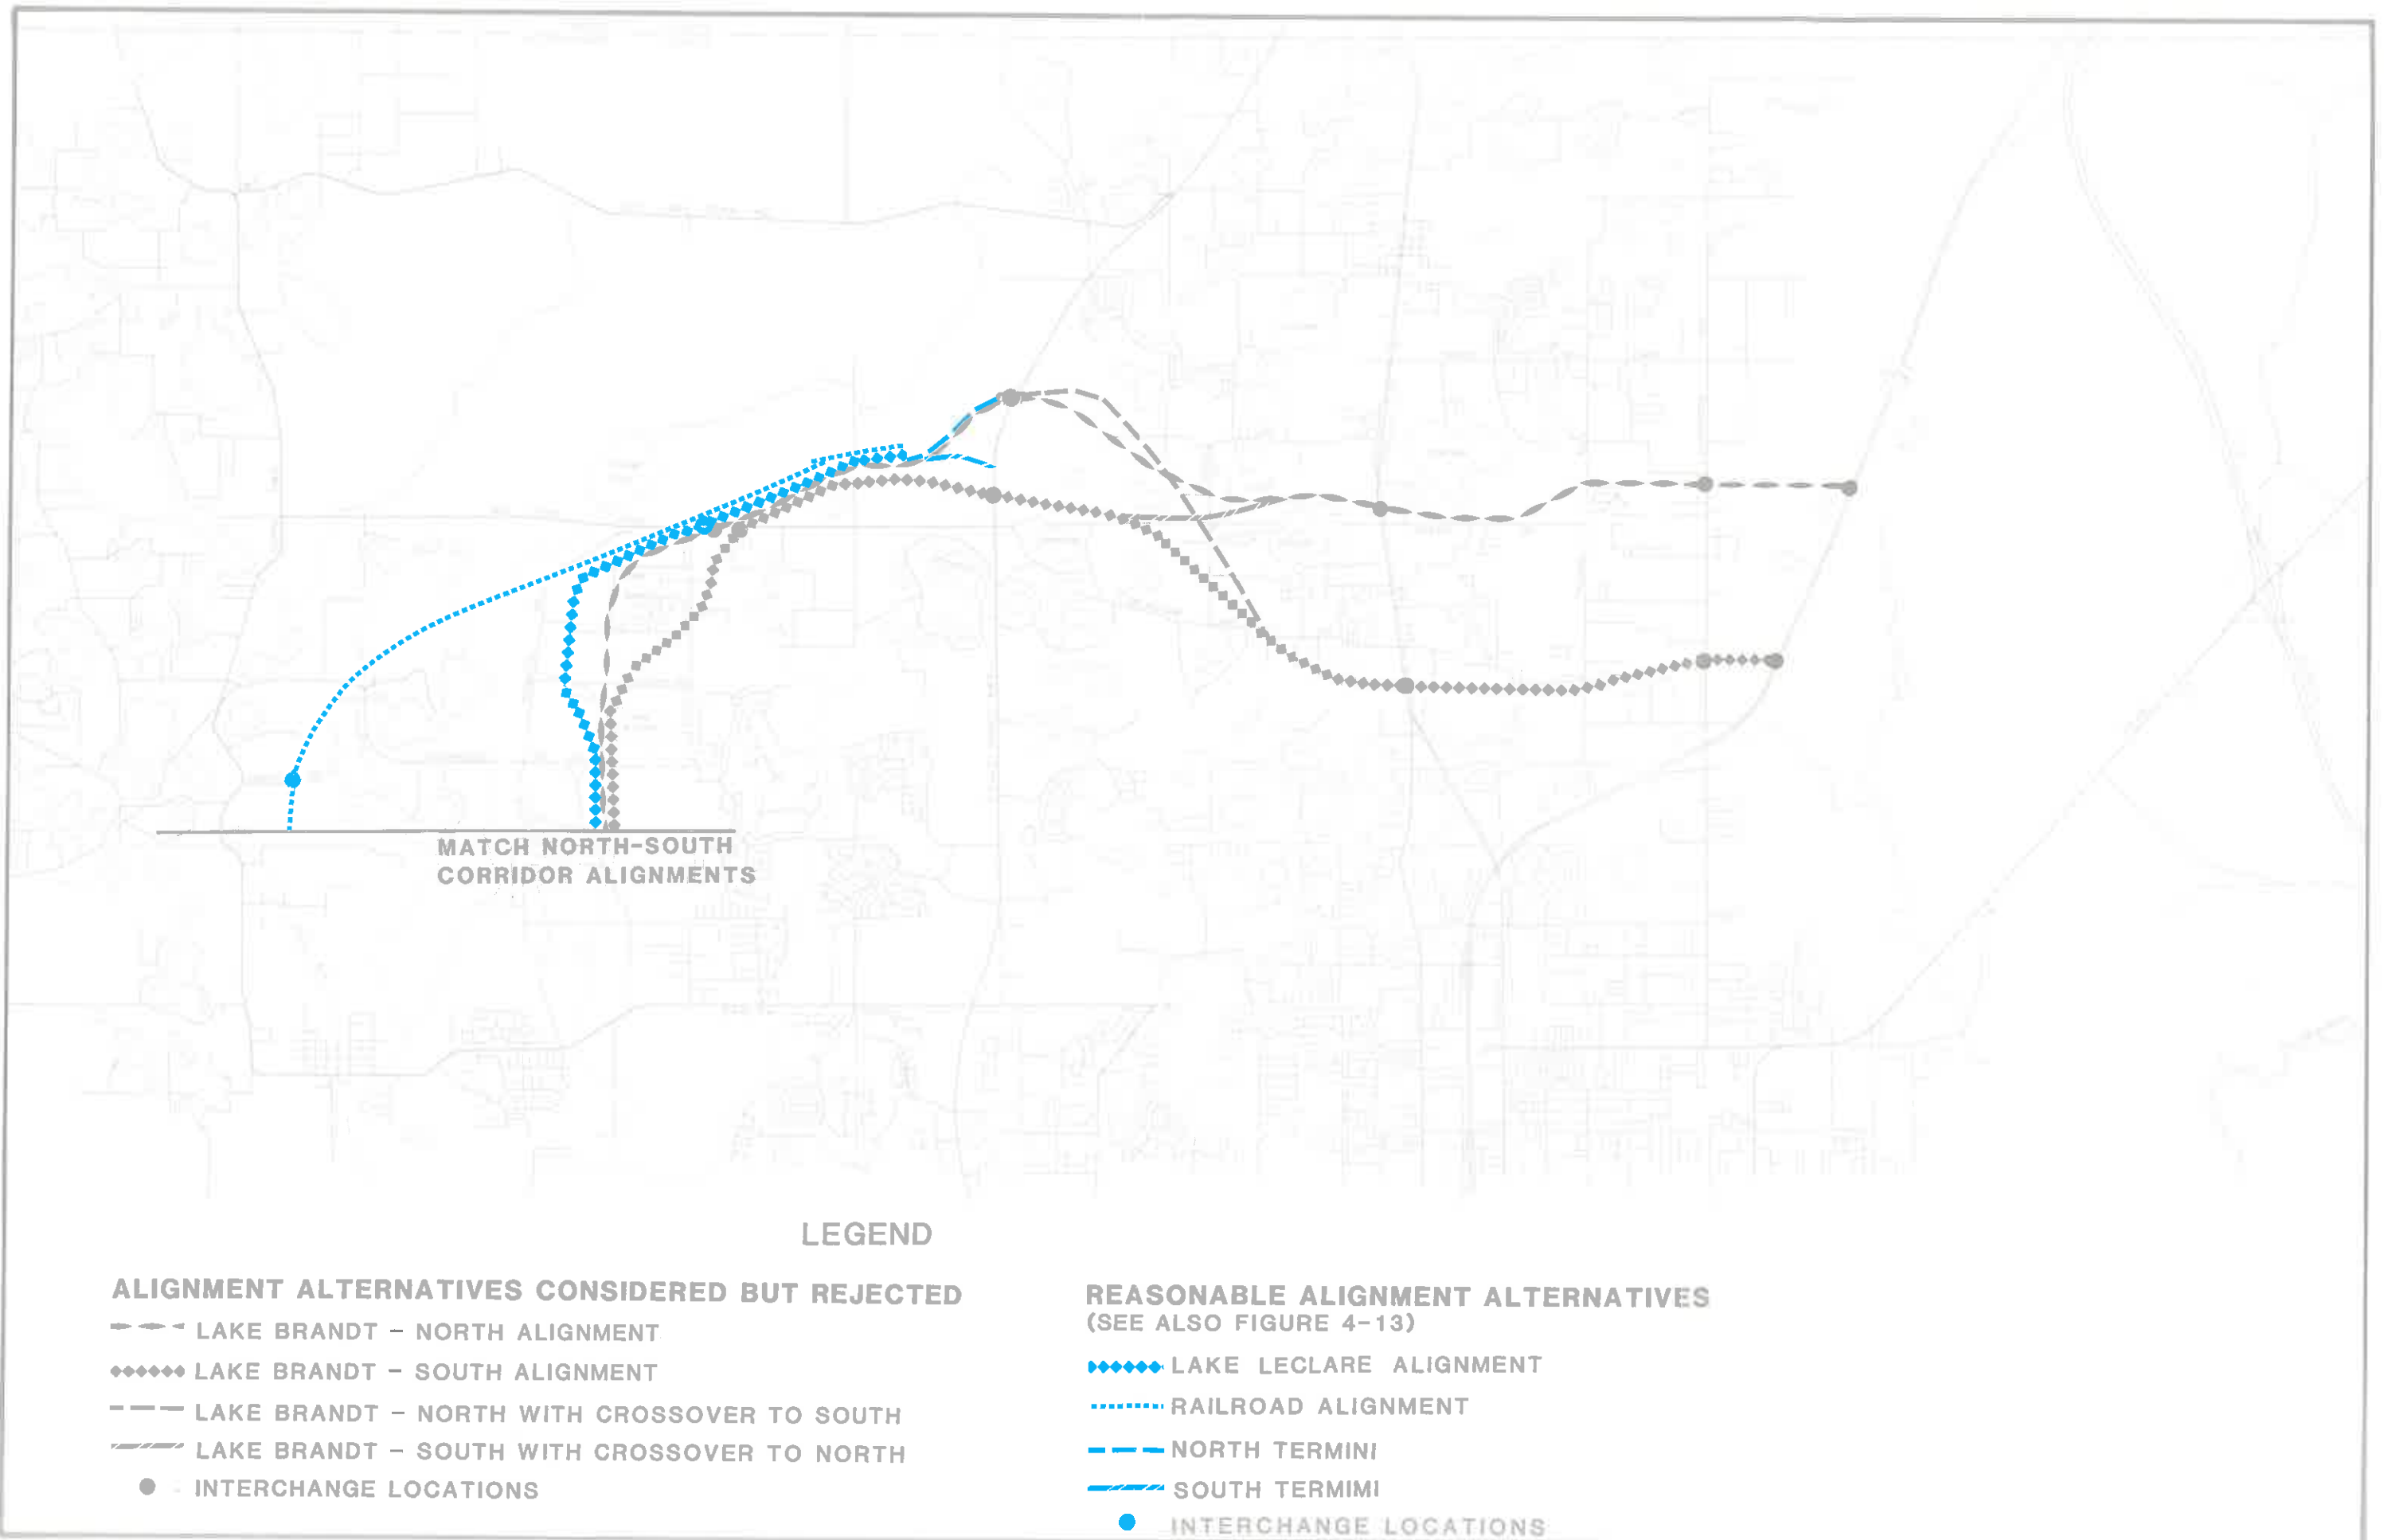 MATCH NORTH-SOUTH
CORRIDOR ALIGNMENTS
LEGEND
ALIGNMENT ALTERNATIVES CONSIDERED BUT REJECTED
LAKE BRANDT - NORTH ALIGNMENT
LAKE BRANDT - SOUTH ALIGNMENT
LAKE BRANDT - NORTH WITH CROSSOVER TO SOUTH
LAKE BRANDT - SOUTH WITH CROSSOVER TO NORTH
INTERCHANGE LOCATIONS
REASONABLE ALIGNMENT ALTERNATIVES
(SEE ALSO FIGURE 4-13)
LAKE LECLARE ALIGNMENT
RAILROAD ALIGNMENT
NORTH TERMINI
SOUTH TERMIMI
INTERCHANGE LOCATIONS